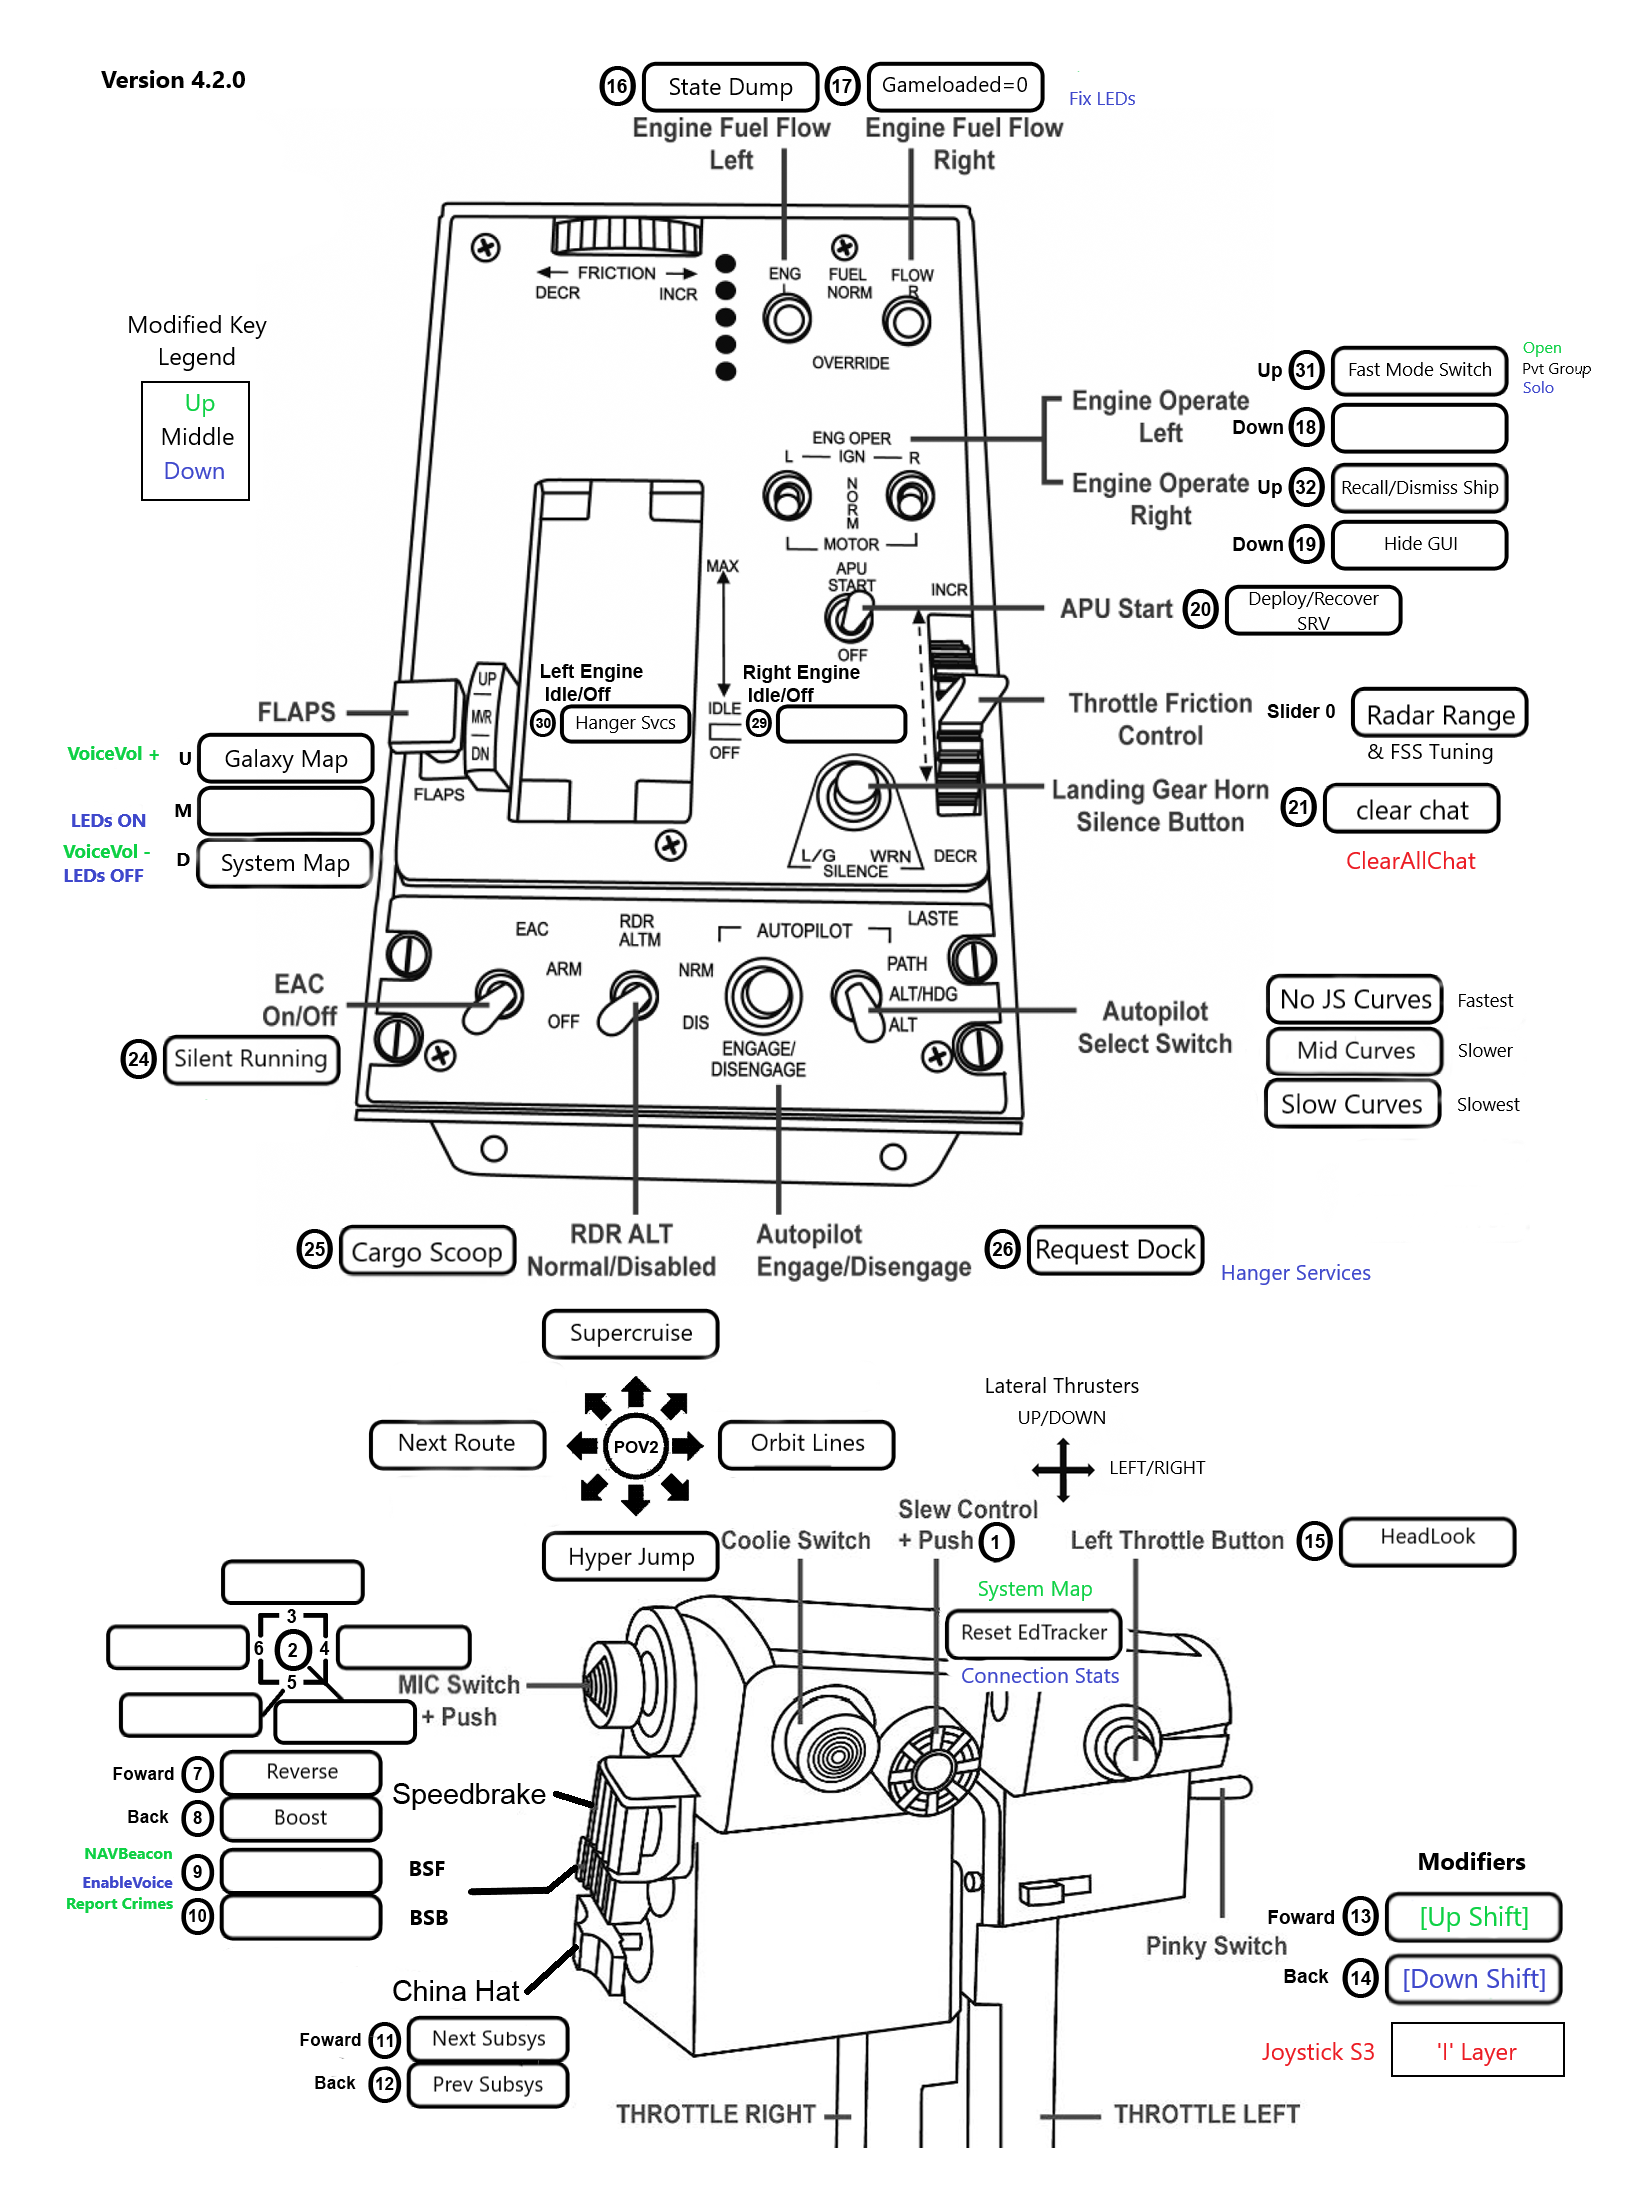 Version 4.2.0
16 State Dump 17 Gameloaded=0
Fix LEDs
Engine Fuel Flow Left
Engine Fuel Flow Right
FRICTION
DECR INCR
ENG L
FUEL NORM
FLOW R
OVERRIDE
Modified Key
Legend
Up
Middle
Down
Engine Operate Left
Up 31 Fast Mode Switch
Open
Pvt Group
Solo
Down 18
Engine Operate Right
Up 32 Recall/Dismiss Ship
Down 19 Hide GUI
ENG OPER
L IGN R
NORM
MOTOR
MAX
APU
START
OFF
INCR
APU Start 20 Deploy/Recover
SRV
Left Engine
Idle/Off
30 Hanger Svcs
Right Engine
Idle/Off
29
IDLE
OFF
UP
MVR
DN
FLAPS
FLAPS
VoiceVol + U Galaxy Map
LEDs ON M
VoiceVol -
LEDs OFF D System Map
Throttle Friction
Control
Slider 0 Radar Range
& FSS Tuning
Landing Gear Horn
Silence Button
21 clear chat
ClearAllChat
L/G WRN
SILENCE
DECR
EAC
RDR
ALTM
AUTOPILOT
LASTE
ARM
OFF
NRM
DIS
PATH
ALT/HDG
ALT
ENGAGE/
DISENGAGE
EAC
On/Off
24 Silent Running
Autopilot
Select Switch
No JS Curves Fastest
Mid Curves Slower
Slow Curves Slowest
25 Cargo Scoop
RDR ALT
Normal/Disabled
Autopilot
Engage/Disengage
26 Request Dock
Hanger Services
Supercruise
Next Route
POV2
Orbit Lines
Hyper Jump
Coolie Switch
Lateral Thrusters
UP/DOWN
LEFT/RIGHT
Slew Control
+ Push 1
System Map
Reset EdTracker
Connection Stats
Left Throttle Button 15 HeadLook
3
6 2 4
5
MIC Switch
+ Push
Foward 7 Reverse
Back 8 Boost
Speedbrake
NAVBeacon
EnableVoice
9
BSF
Report Crimes
10
BSB
China Hat
Foward 11 Next Subsys
Back 12 Prev Subsys
Pinky Switch
Modifiers
Foward 13 [Up Shift]
Back 14 [Down Shift]
Joystick S3 'I' Layer
THROTTLE RIGHT
THROTTLE LEFT